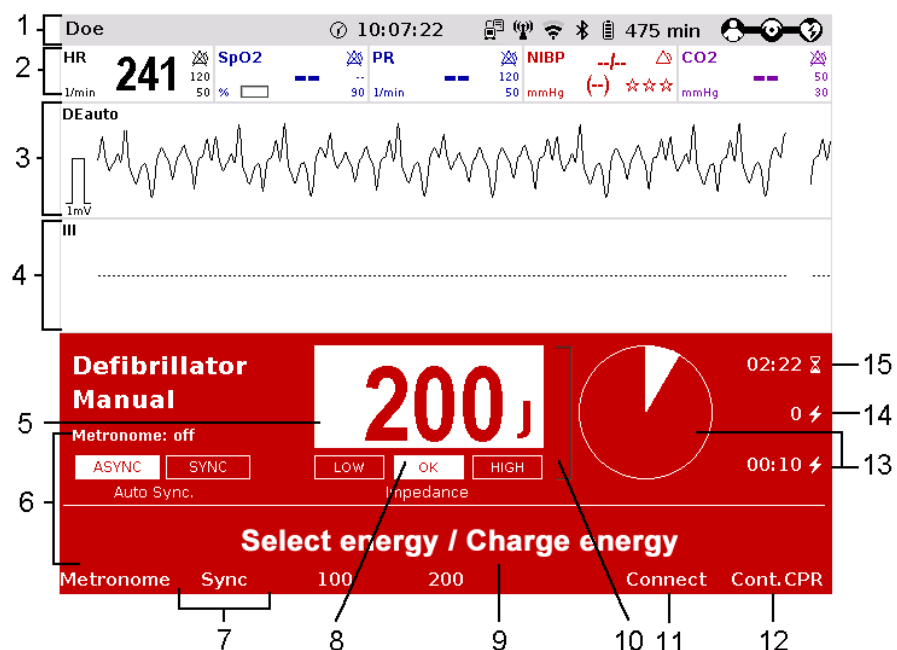 1 Doe 10:07:22 475 min
2 HR 241 120 50 1/min SpO2 -- -- 90 % PR -- 120 50 1/min NIBP --/-- (--) mmHg CO2 -- 50 30 mmHg
DEauto
3
1mV
III
4
Defibrillator 200 J 02:22 15
Manual
5 0 14
Metronome: off
ASYNC SYNC LOW OK HIGH 00:10 13
Auto Sync. Impedance
6
Select energy / Charge energy
Metronome Sync 100 200 Connect Cont.CPR
7 8 9 10 11 12